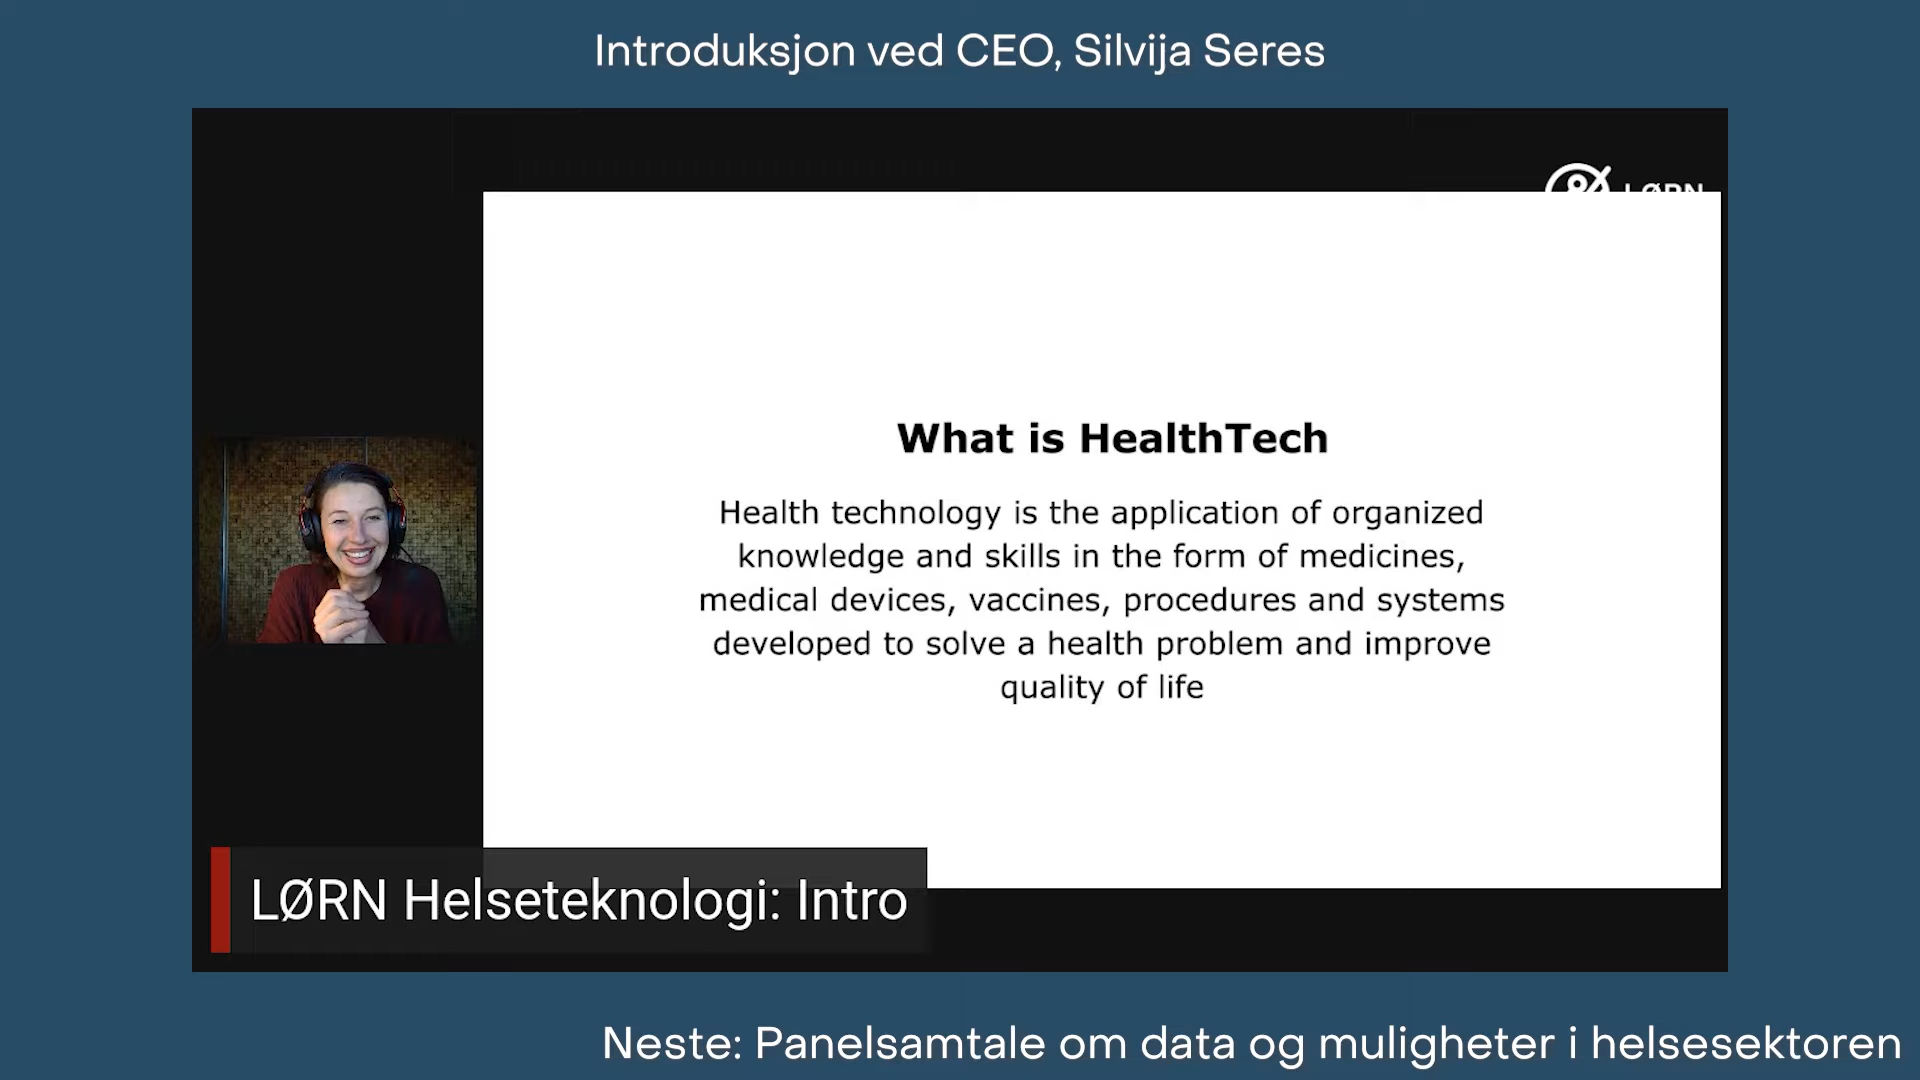 Introduksjon ved CEO, Silvija Seres
LØRN
What is HealthTech
Health technology is the application of organized
knowledge and skills in the form of medicines,
medical devices, vaccines, procedures and systems
developed to solve a health problem and improve
quality of life
LØRN Helseteknologi: Intro
Neste: Panelsamtale om data og muligheter i helsesektoren